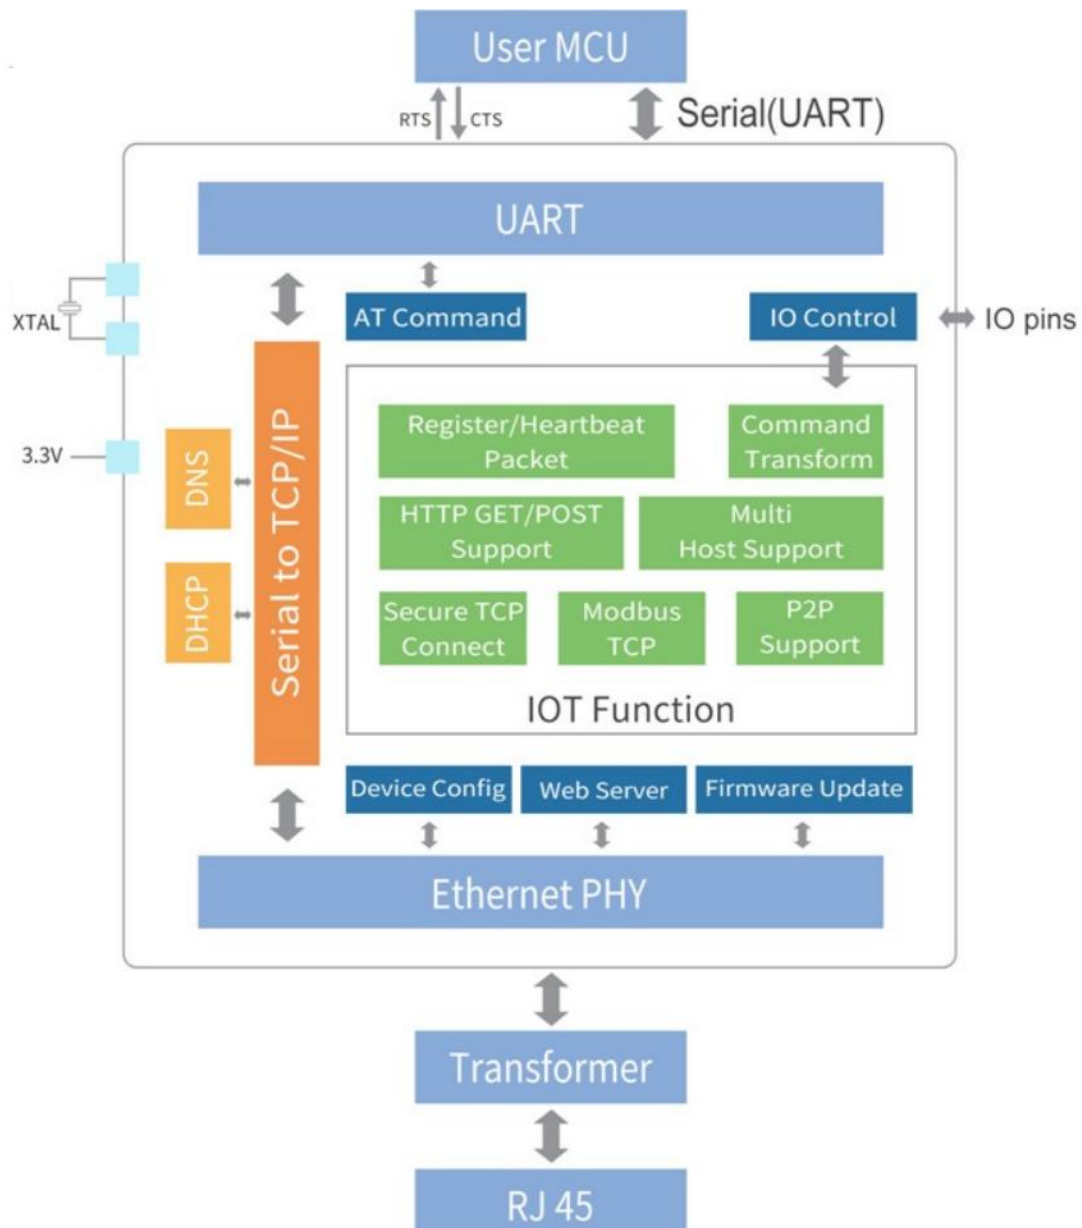 User MCU
RTS
CTS
Serial(UART)
UART
AT Command
IO Control
IO pins
XTAL
3.3V
DNS
DHCP
Serial to TCP/IP
Register/Heartbeat
Packet
Command
Transform
HTTP GET/POST
Support
Multi
Host Support
Secure TCP
Connect
Modbus
TCP
P2P
Support
IOT Function
Device Config
Web Server
Firmware Update
Ethernet PHY
Transformer
RJ 45